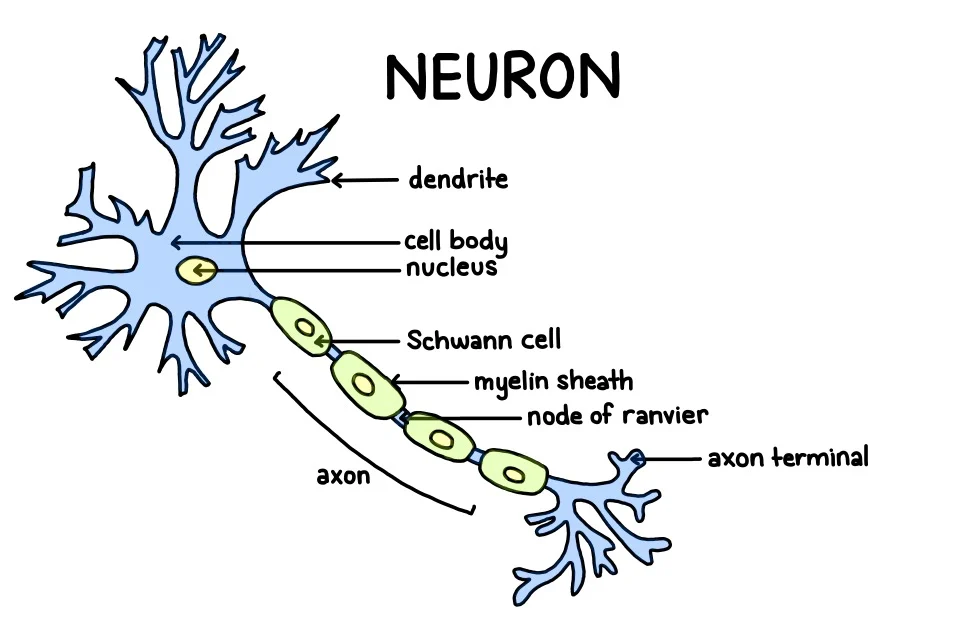 NEURON
dendrite
cell body
nucleus
Schwann cell
myelin sheath
node of ranvier
axon terminal
axon